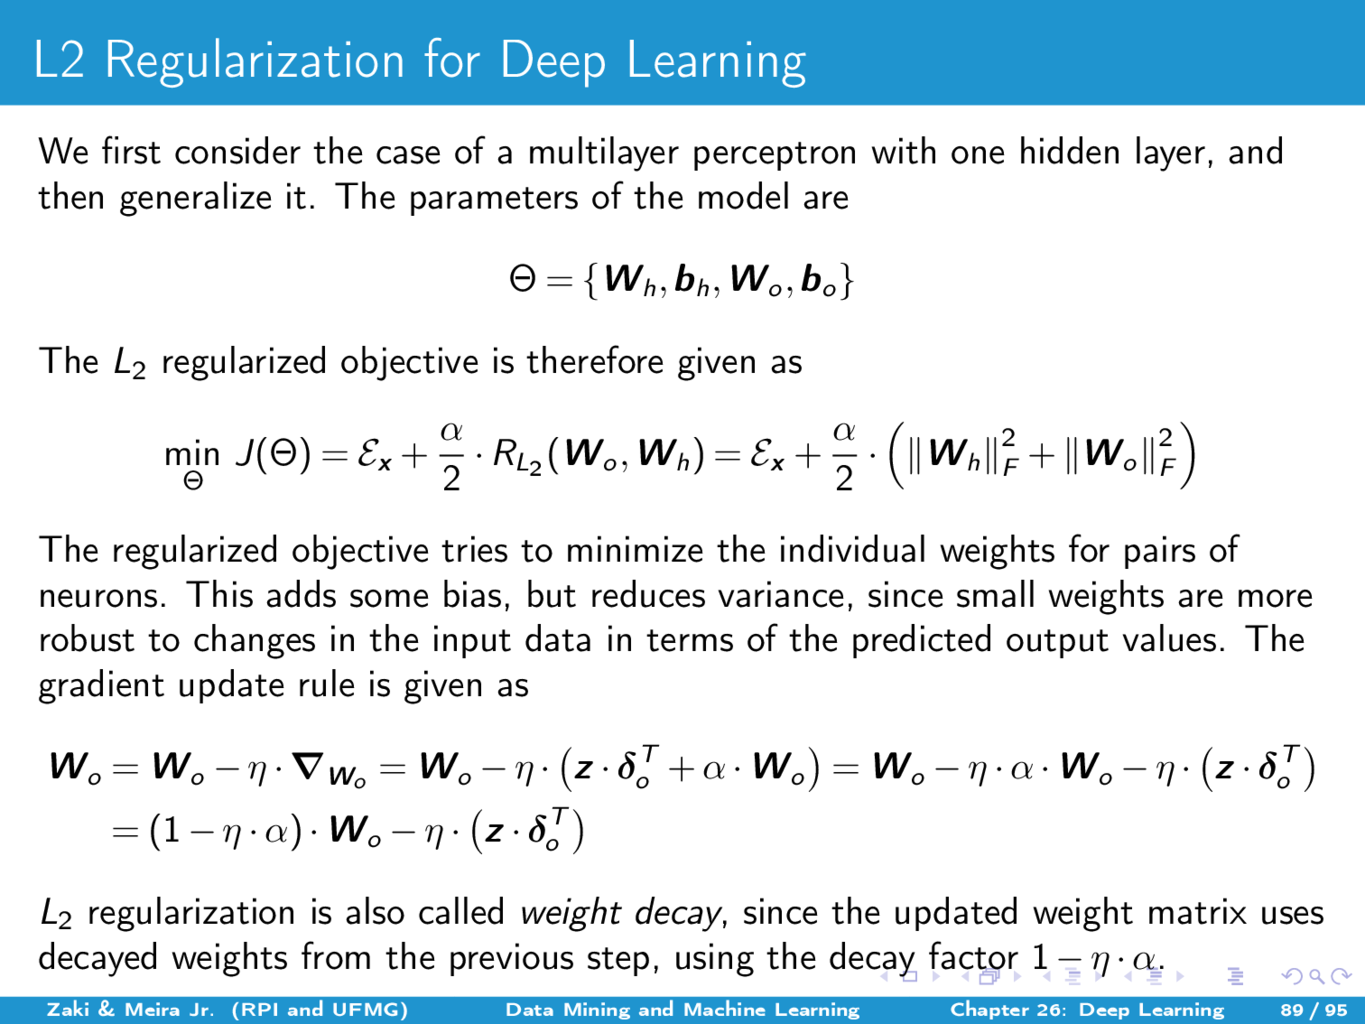 L2 Regularization for Deep Learning
We first consider the case of a multilayer perceptron with one hidden layer, and
then generalize it. The parameters of the model are
Θ = {W_h, b_h, W_o, b_o}
The L_2 regularized objective is therefore given as
min_Θ J(Θ) = ℰ_x + α/2 · R_{L_2}(W_o, W_h) = ℰ_x + α/2 · (‖W_h‖_F^2 + ‖W_o‖_F^2)
The regularized objective tries to minimize the individual weights for pairs of
neurons. This adds some bias, but reduces variance, since small weights are more
robust to changes in the input data in terms of the predicted output values. The
gradient update rule is given as
W_o = W_o − η · ∇_{W_o} = W_o − η · (z · δ_o^T + α · W_o) = W_o − η · α · W_o − η · (z · δ_o^T)
= (1 − η · α) · W_o − η · (z · δ_o^T)
L_2 regularization is also called weight decay, since the updated weight matrix uses
decayed weights from the previous step, using the decay factor 1 − η · α.
Zaki & Meira Jr. (RPI and UFMG) Data Mining and Machine Learning Chapter 26: Deep Learning 89 / 95